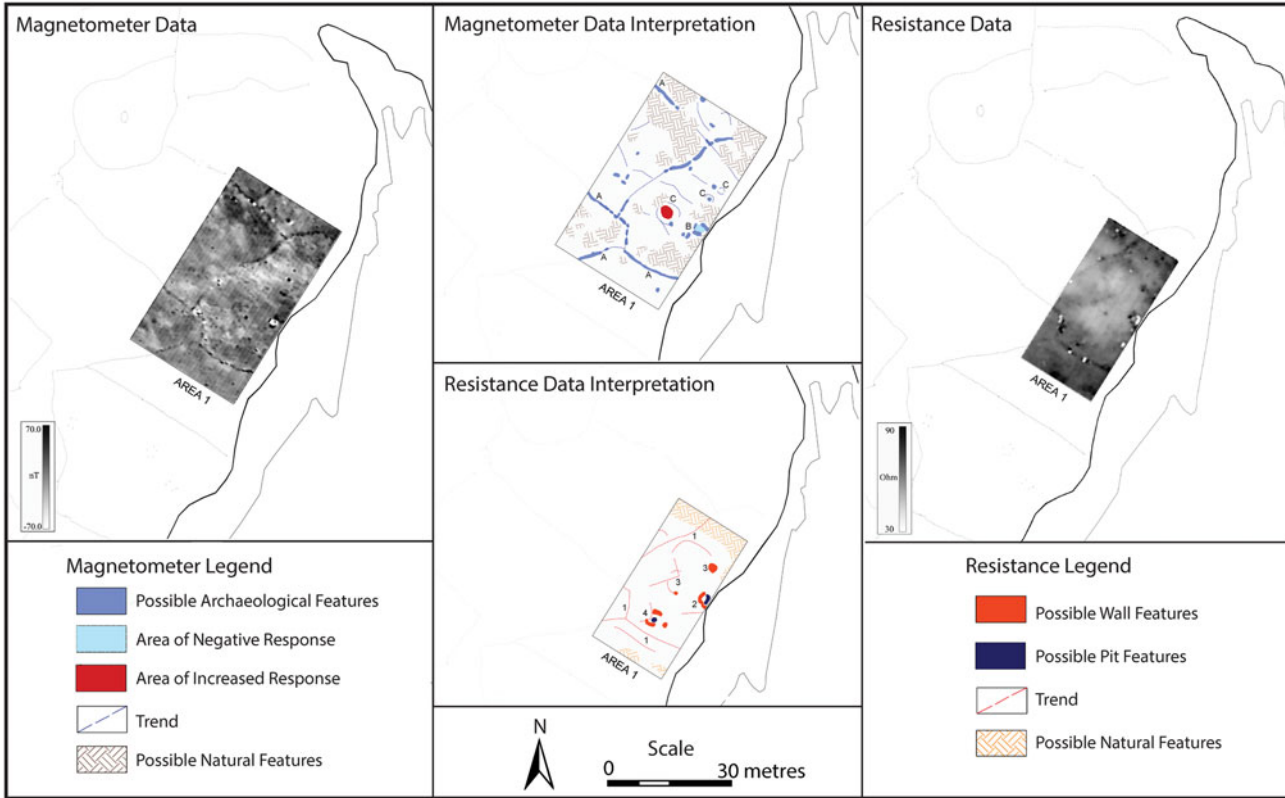 Magnetometer Data
AREA 1
70.0
nT
-70.0
Magnetometer Data Interpretation
A
C
C
C
A
B
A
A
AREA 1
Resistance Data
AREA 1
90
Ohm
30
Resistance Data Interpretation
1
3
3
2
1
4
1
AREA 1
Magnetometer Legend
Possible Archaeological Features
Area of Negative Response
Area of Increased Response
Trend
Possible Natural Features
N
Scale
0
30 metres
Resistance Legend
Possible Wall Features
Possible Pit Features
Trend
Possible Natural Features